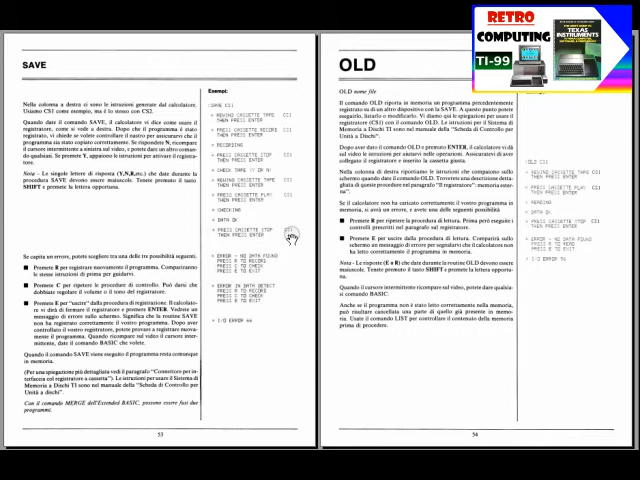 SAVE
Esempi:
Nella colonna a destra ci sono le istruzioni generate dal calcolatore.
Usiamo CS1 come esempio, ma è lo stesso con CS2.
Quando date il comando SAVE, il calcolatore vi dice come usare il
registratore, come si vede a destra. Dopo che il programma è stato
registrato, vi chiede se volete controllare il nastro per assicurarvi che il
programma sia stato copiato correttamente. Se rispondete N, ricompare
il cursore intermittente a sinistra sul video, e potete dare un altro coman-
do qualsiasi. Se premete Y, appaiono le istruzioni per attivare il registra-
tore.
Nota - Le singole lettere di risposta (Y,N,R,etc.) che date durante la
procedura SAVE devono essere maiuscole. Tenete premuto il tasto
SHIFT e premete la lettera opportuna.
Se capita un errore, potete scegliere tra una delle tre possibilità seguenti.
Premete R per registrare nuovamente il programma. Compariranno
le stesse istruzioni di prima per guidarvi.
Premete C per ripetere le procedure di controllo. Può darsi che
dobbiate regolare il volume o il tono del registratore.
Premete E per "uscire" dalla procedura di registrazione. Il calcolato-
re vi dirà di fermare il registratore e premere ENTER. Vedrete un
messaggio di errore sullo schermo. Significa che la routine SAVE
non ha registrato correttamente il vostro programma. Dopo aver
controllato il vostro registratore, potete provare a registrare nuova-
mente il programma. Quando ricompare sul video il cursore inter-
mittente, date il comando BASIC che volete.
Quando il comando SAVE viene eseguito il programma resta comunque
in memoria.
(Per una spiegazione più dettagliata vedi il paragrafo "Connettore per in-
terfaccia col registratore a cassetta"). Le istruzioni per usare il Sistema di
Memoria a Dischi TI sono nel manuale della "Scheda di Controllo per
Unità a dischi".
Con il comando MERGE dell'Extended BASIC, possono essere fusi due
programmi.
>SAVE CS1
* REWIND CASSETTE TAPE CS1
THEN PRESS ENTER
* PRESS CASSETTE RECORD CS1
THEN PRESS ENTER
* RECORDING
* PRESS CASSETTE STOP CS1
THEN PRESS ENTER
* CHECK TAPE (Y OR N)
* REWIND CASSETTE TAPE CS1
THEN PRESS ENTER
* PRESS CASSETTE PLAY CS1
THEN PRESS ENTER
* CHECKING
* DATA OK
* PRESS CASSETTE STOP
THEN PRESS ENTER
* ERROR - NO DATA FOUND
PRESS R TO RECORD
PRESS C TO CHECK
PRESS E TO EXIT
* ERROR IN DATA DETECT
PRESS R TO RECORD
PRESS C TO CHECK
PRESS E TO EXIT
* I/O ERROR 66
53
RETRO
COMPUTING
TI-99
TEXAS
INSTRUMENTS
OLD
OLD nome file
Il comando OLD riporta in memoria un programma precedentemente
registrato su di un altro dispositivo con la SAVE. A questo punto potete
eseguirlo, listarlo o modificarlo. Vi diamo qui le spiegazioni per usare il
registratore (CS1) con OLD. Le istruzioni per il Sistema di
Memoria a Dischi TI sono nel manuale della "Scheda di Controllo per
Unità a Dischi".
Dopo aver dato il comando OLD e premuto ENTER, il calcolatore vi dà
sul video le istruzioni per aiutarvi nelle operazioni. Assicuratevi di aver
collegato il registratore e inserito la cassetta giusta.
Nella colonna di destra riportiamo le istruzioni che compaiono sullo
schermo quando date il comando OLD. Troverete una descrizione detta-
gliata di queste procedure nel paragrafo "Il registratore: memoria ester-
na".
Se il calcolatore non ha caricato correttamente il vostro programma in
memoria, si avrà un errore, e avete una delle seguenti possibilità
Premete R per ripetere la procedura di lettura. Prima però seguite i
controlli prescritti nel paragrafo sul registratore.
Premete E per uscire dalla procedura di lettura. Comparirà sullo
schermo un messaggio di errore per segnalarvi che il calcolatore non
ha letto correttamente il programma in memoria.
Nota - Le risposte (E e R) che date durante la routine OLD devono essere
maiuscole. Tenete premuto il tasto SHIFT e premete la lettera opportu-
na.
Quando il cursore intermittente ricompare sul video, potete dare qualsia-
si comando BASIC.
Anche se il programma non è stato letto correttamente nella memoria,
può risultare cancellata una parte di quello già presente in memo-
ria. Usate il comando LIST per controllare il contenuto della memoria
prima di procedere.
>OLD CS1
* REWIND CASSETTE TAPE CS1
THEN PRESS ENTER
* PRESS CASSETTE PLAY CS1
THEN PRESS ENTER
* READING
* DATA OK
* PRESS CASSETTE STOP CS1
THEN PRESS ENTER
* ERROR - NO DATA FOUND
PRESS R TO READ
PRESS E TO EXIT
* I/O ERROR 56
54